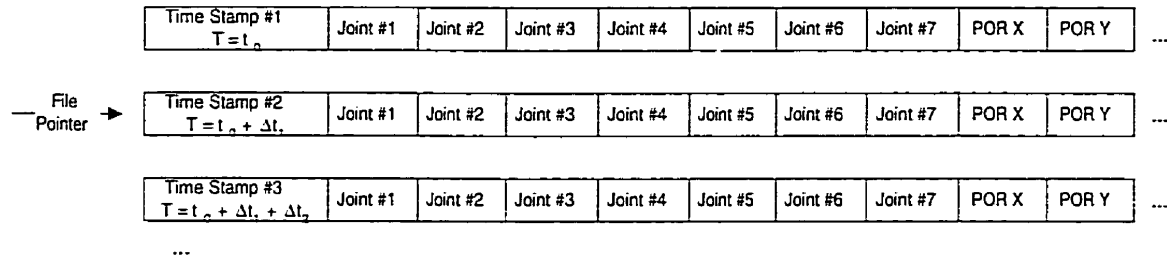 Time Stamp #1 Joint #1 Joint #2 Joint #3 Joint #4 Joint #5 Joint #6 Joint #7 POR X POR Y ...
T = t₀
File Pointer
Time Stamp #2 Joint #1 Joint #2 Joint #3 Joint #4 Joint #5 Joint #6 Joint #7 POR X POR Y ...
T = t₀ + Δt₁
Time Stamp #3 Joint #1 Joint #2 Joint #3 Joint #4 Joint #5 Joint #6 Joint #7 POR X POR Y ...
T = t₀ + Δt₁ + Δt₂
...